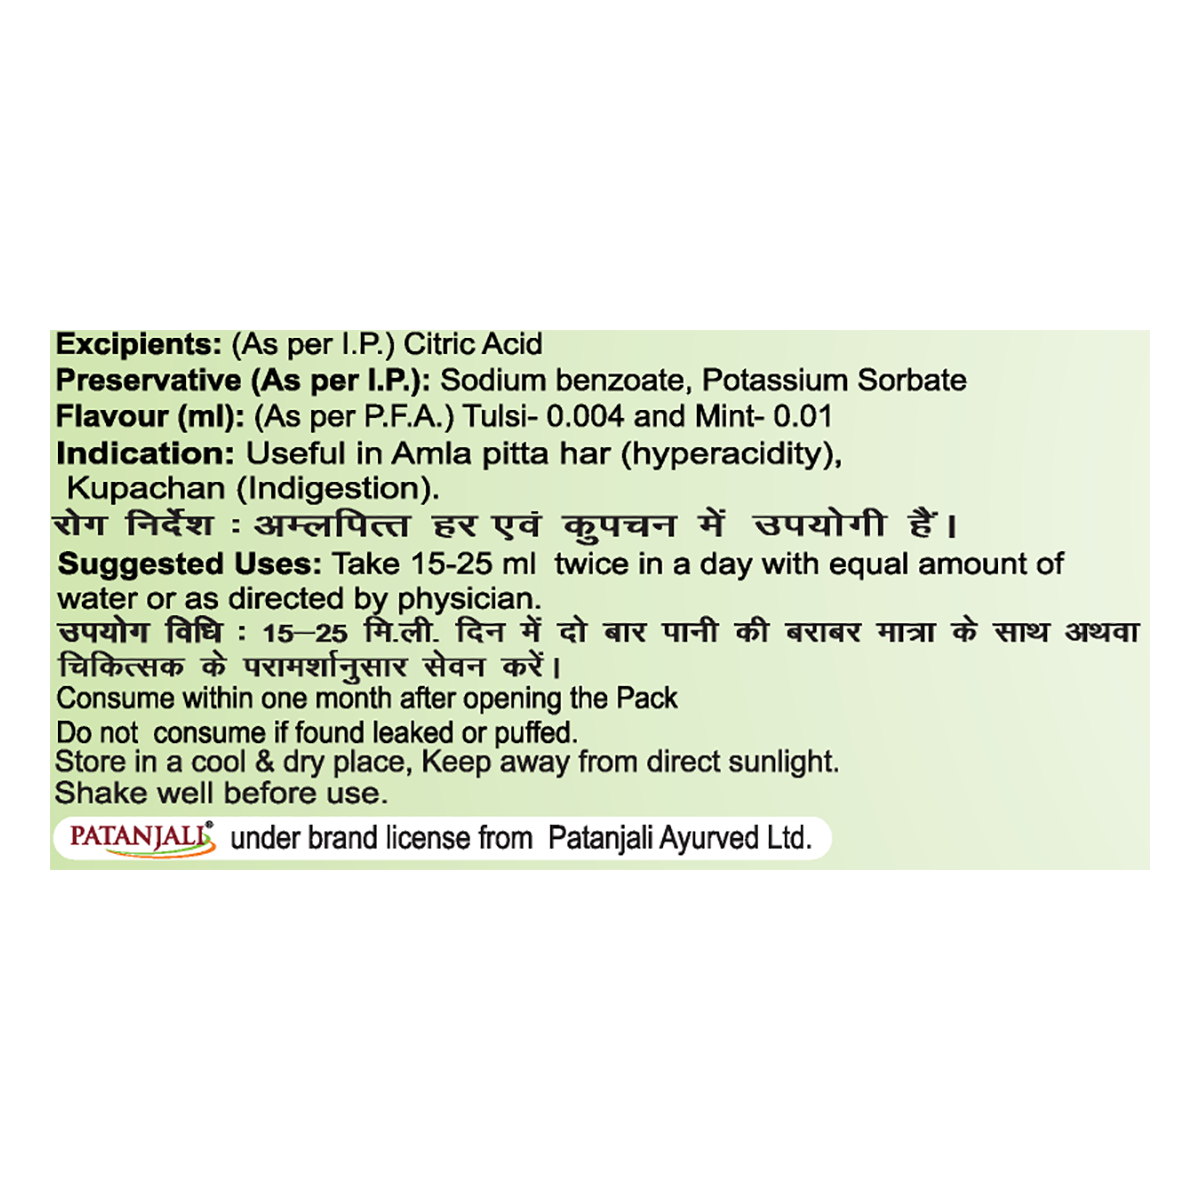 Excipients: (As per I.P.) Citric Acid
Preservative (As per I.P.): Sodium benzoate, Potassium Sorbate
Flavour (ml): (As per P.F.A.) Tulsi- 0.004 and Mint- 0.01
Indication: Useful in Amla pitta har (hyperacidity),
Kupachan (Indigestion).
रोग निर्देश : अम्लपित्त हर एवं कुपचन में उपयोगी हैं।
Suggested Uses: Take 15-25 ml twice in a day with equal amount of
water or as directed by physician.
उपयोग विधि : 15–25 मि.ली. दिन में दो बार पानी की बराबर मात्रा के साथ अथवा
चिकित्सक के परामर्शानुसार सेवन करें।
Consume within one month after opening the Pack
Do not consume if found leaked or puffed.
Store in a cool & dry place, Keep away from direct sunlight.
Shake well before use.
PATANJALI® under brand license from Patanjali Ayurved Ltd.